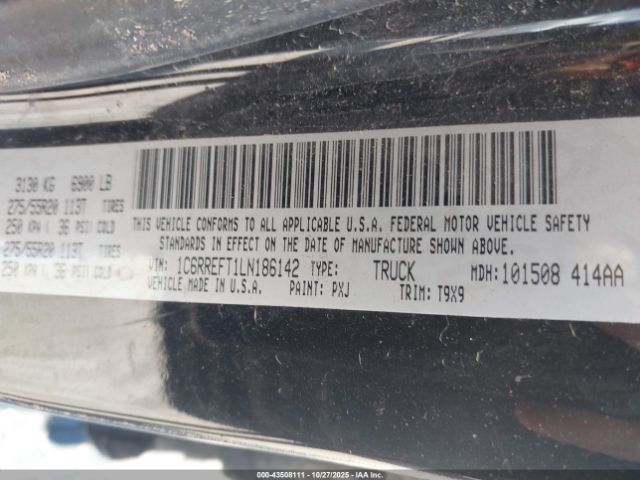 3130 KG 6900 LB
275/55R20 113T TIRES
250 KPA ( 36 PSI) COLD
275/55R20 113T TIRES
250 KPA ( 36 PSI) COLD
THIS VEHICLE CONFORMS TO ALL APPLICABLE U.S.A. FEDERAL MOTOR VEHICLE SAFETY
STANDARDS IN EFFECT ON THE DATE OF MANUFACTURE SHOWN ABOVE.
VIN: 1C6RREFT1LN186142 TYPE: TRUCK MDH:101508 414AA
VEHICLE MADE IN U.S.A. PAINT: PXJ TRIM: T9X9
000-43508111 - 10/27/2025 - © IAA, LLC